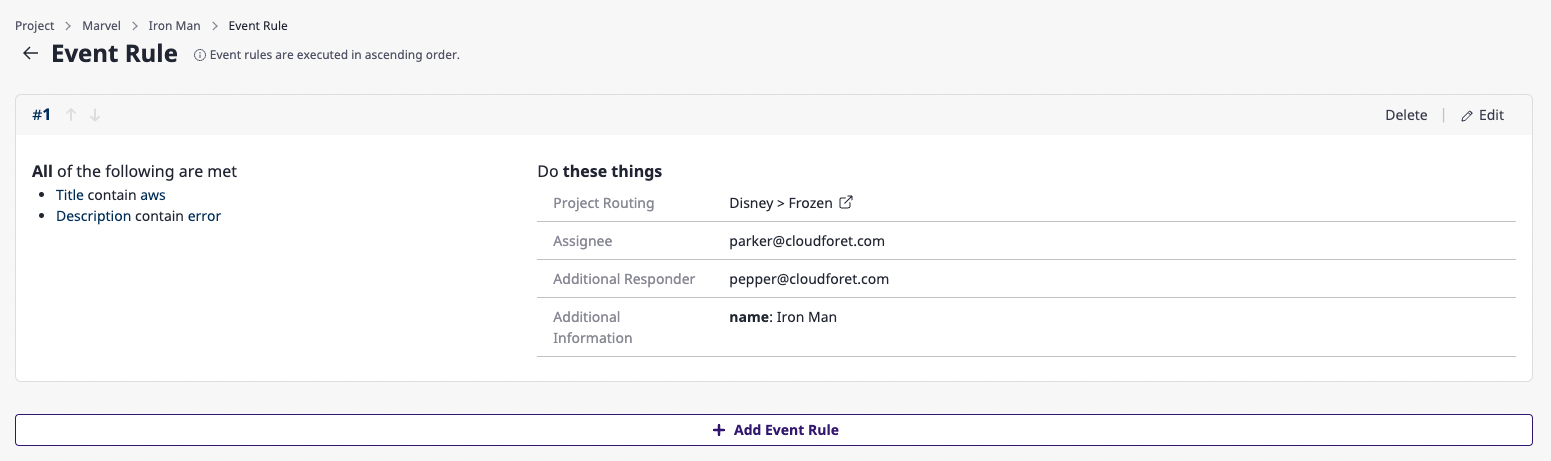 Project > Marvel > Iron Man > Event Rule
← Event Rule ⓘ Event rules are executed in ascending order.
#1 ↑ ↓ Delete | Edit
All of the following are met
• Title contain aws
• Description contain error
Do these things
Project Routing Disney > Frozen
Assignee parker@cloudforet.com
Additional Responder pepper@cloudforet.com
Additional name: Iron Man
Information
+ Add Event Rule